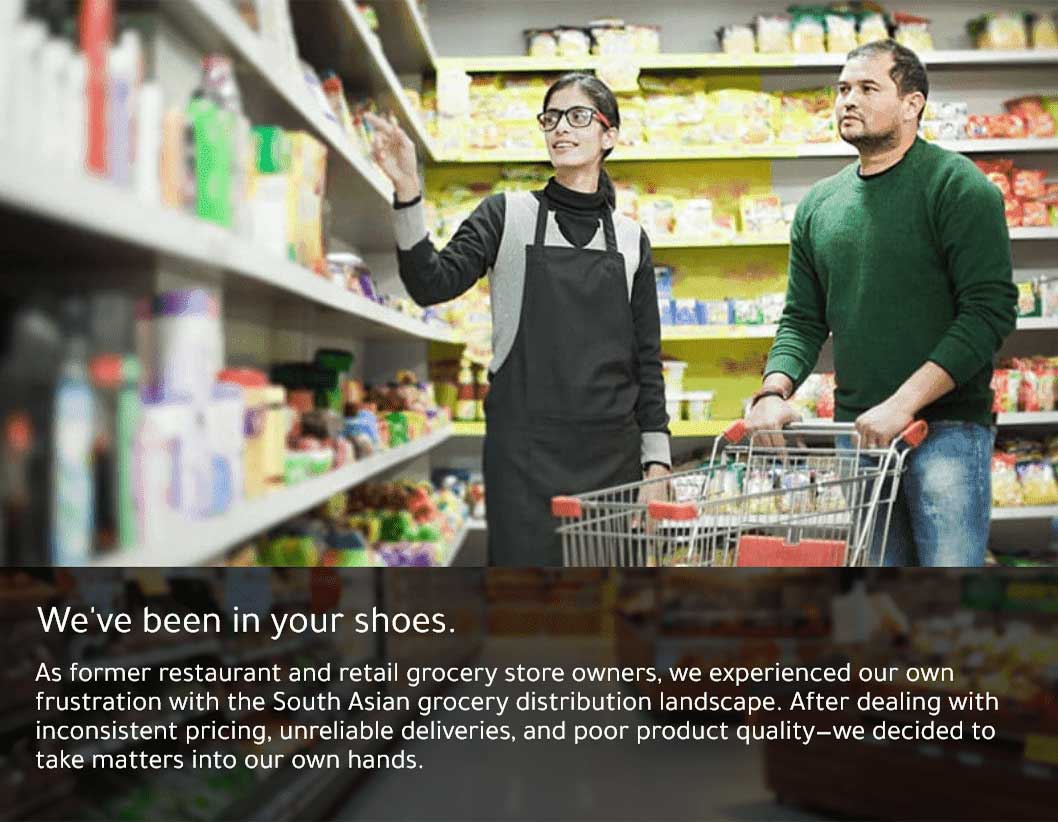 We've been in your shoes.
As former restaurant and retail grocery store owners, we experienced our own
frustration with the South Asian grocery distribution landscape. After dealing with
inconsistent pricing, unreliable deliveries, and poor product quality—we decided to
take matters into our own hands.